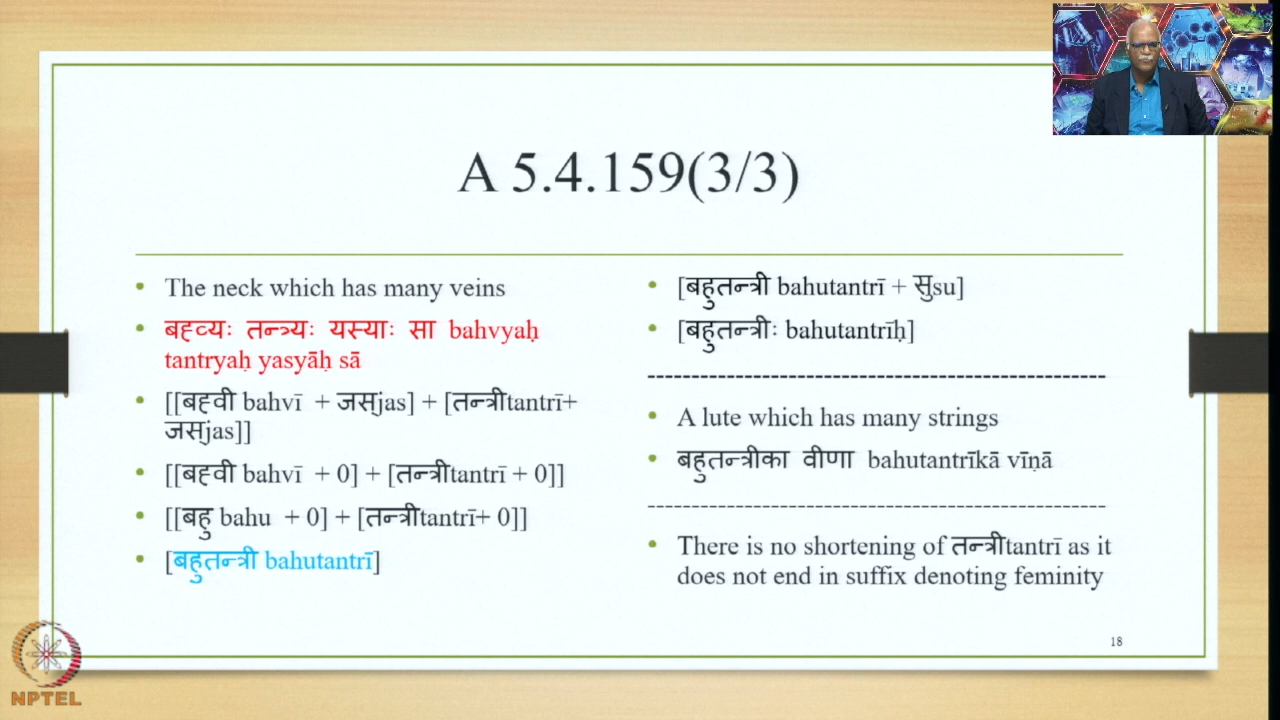 A 5.4.159(3/3)
• The neck which has many veins
• बह्व्यः तन्त्र्यः यस्याः सा bahvyaḥ
tantryaḥ yasyāḥ sā
• [[बह्वी bahvī + जस्jas] + [तन्त्रीtantrī+
जस्jas]]
• [[बह्वी bahvī + 0] + [तन्त्रीtantrī + 0]]
• [[बहु bahu + 0] + [तन्त्रीtantrī+ 0]]
• [बहुतन्त्री bahutantrī]
• [बहुतन्त्री bahutantrī + सुsu]
• [बहुतन्त्रीः bahutantrīḥ]
-------------------------------------------
• A lute which has many strings
• बहुतन्त्रीका वीणा bahutantrīkā vīṇā
-------------------------------------------
• There is no shortening of तन्त्रीtantrī as it
does not end in suffix denoting feminity
18
NPTEL